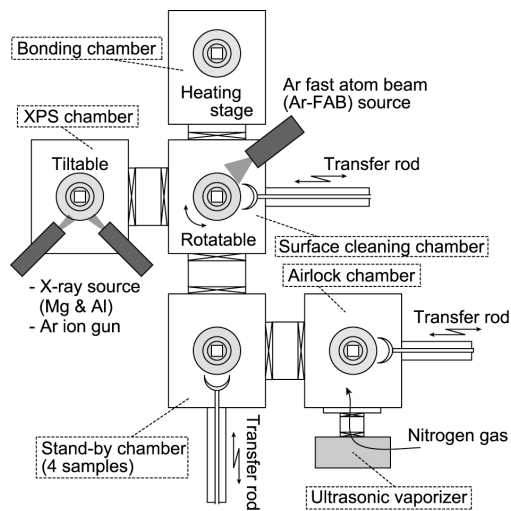 Bonding chamber
Heating
stage
Ar fast atom beam
(Ar-FAB) source
XPS chamber
Tiltable
Transfer rod
Rotatable
Surface cleaning chamber
- X-ray source
(Mg & Al)
- Ar ion gun
Airlock chamber
Transfer rod
Transfer rod
Nitrogen gas
Stand-by chamber
(4 samples)
Ultrasonic vaporizer